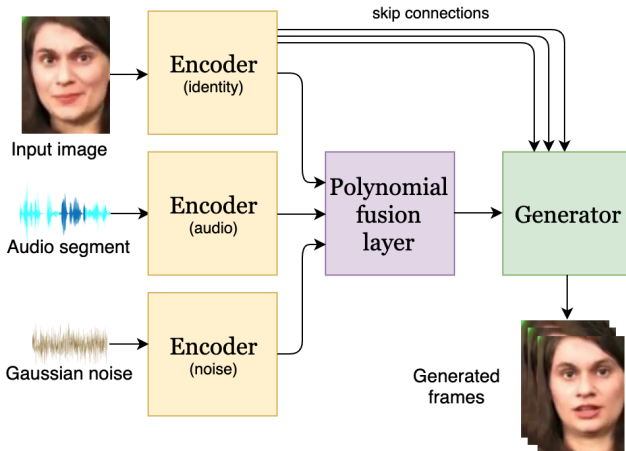 skip connections
Encoder
(identity)
Input image
Encoder
(audio)
Audio segment
Polynomial
fusion
layer
Generator
Encoder
(noise)
Gaussian noise
Generated
frames